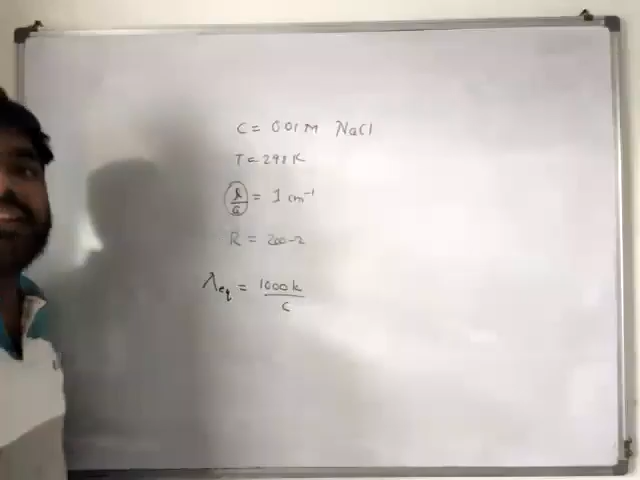 C = 0.01 M NaCl
T = 298 K
l/a = 1 cm⁻¹
R = 200 Ω
λeq = 1000 k / C